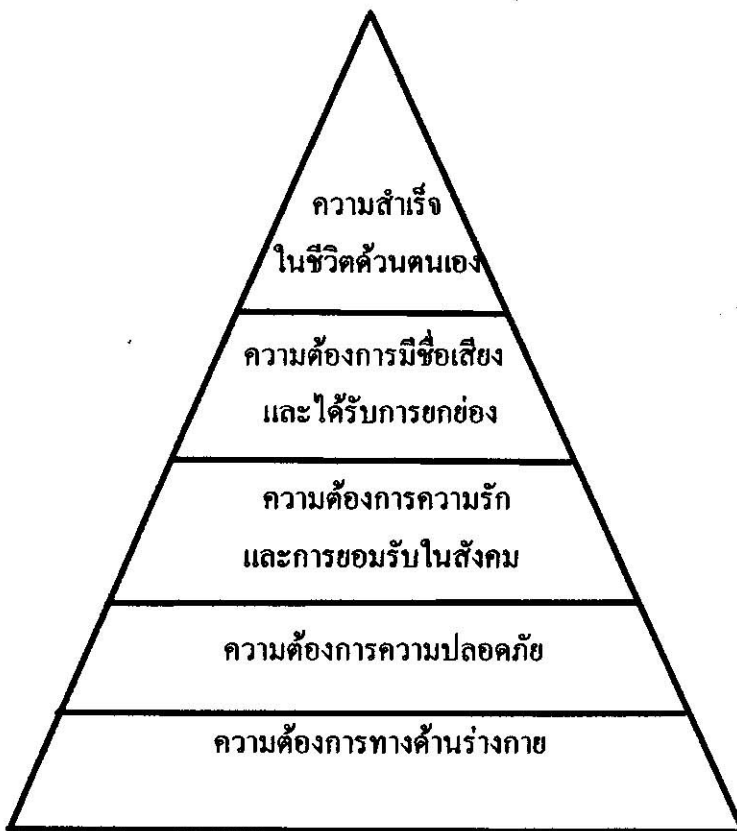 ความสำเร็จ
ในชีวิตด้วนตนเอง
ความต้องการมีชื่อเสียง
และได้รับการยกย่อง
ความต้องการความรัก
และการยอมรับในสังคม
ความต้องการความปลอดภัย
ความต้องการทางด้านร่างกาย